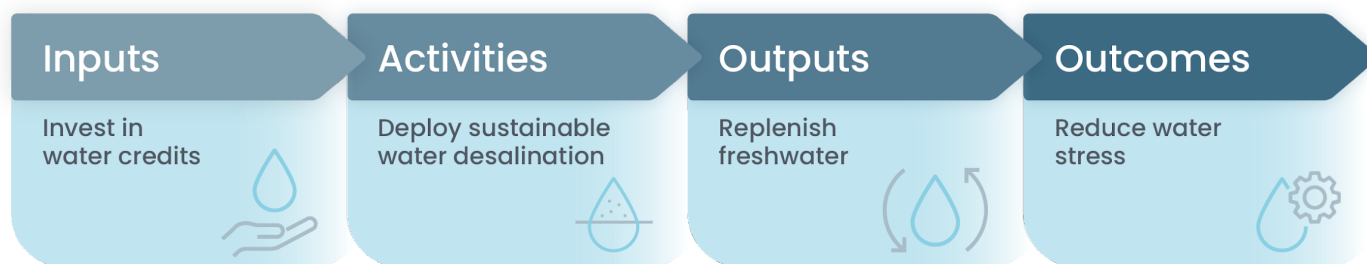 Inputs
Invest in
water credits
Activities
Deploy sustainable
water desalination
Outputs
Replenish
freshwater
Outcomes
Reduce water
stress